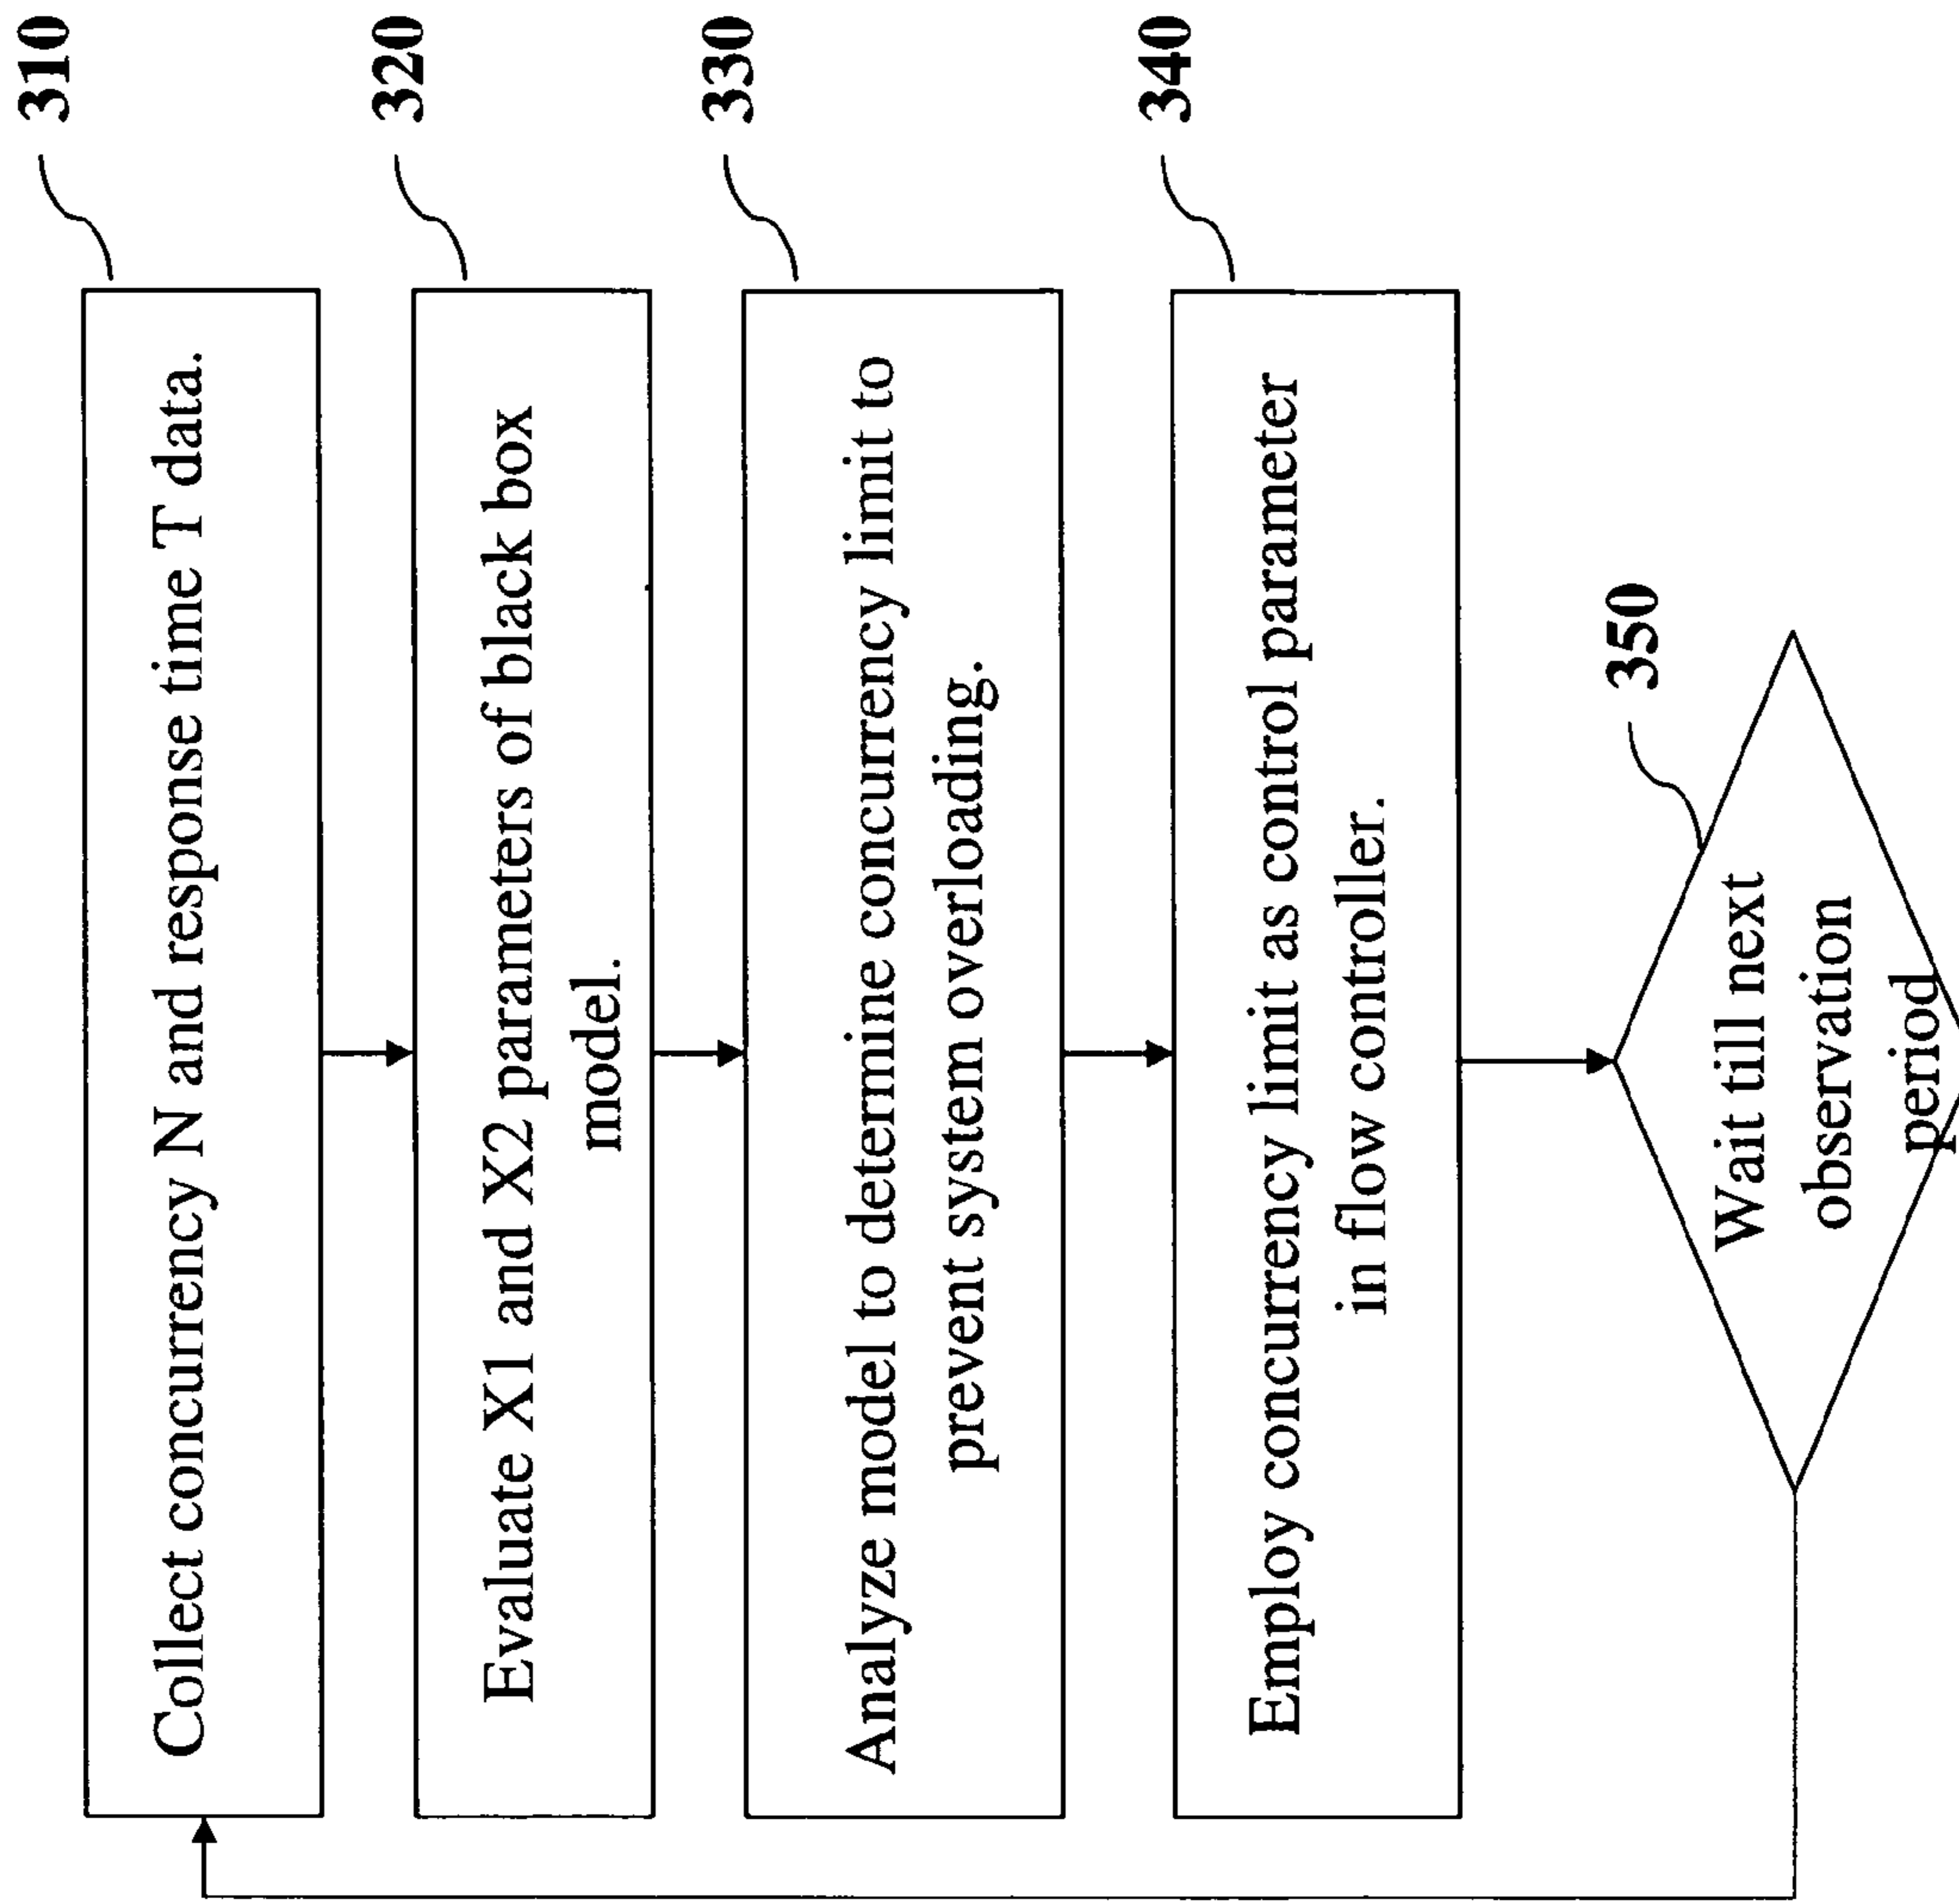 310
Collect concurrency N and response time T data.
320
Evaluate X1 and X2 parameters of black box
model.
330
Analyze model to determine concurrency limit to
prevent system overloading.
340
Employ concurrency limit as control parameter
in flow controller.
350
Wait till next
observation
period